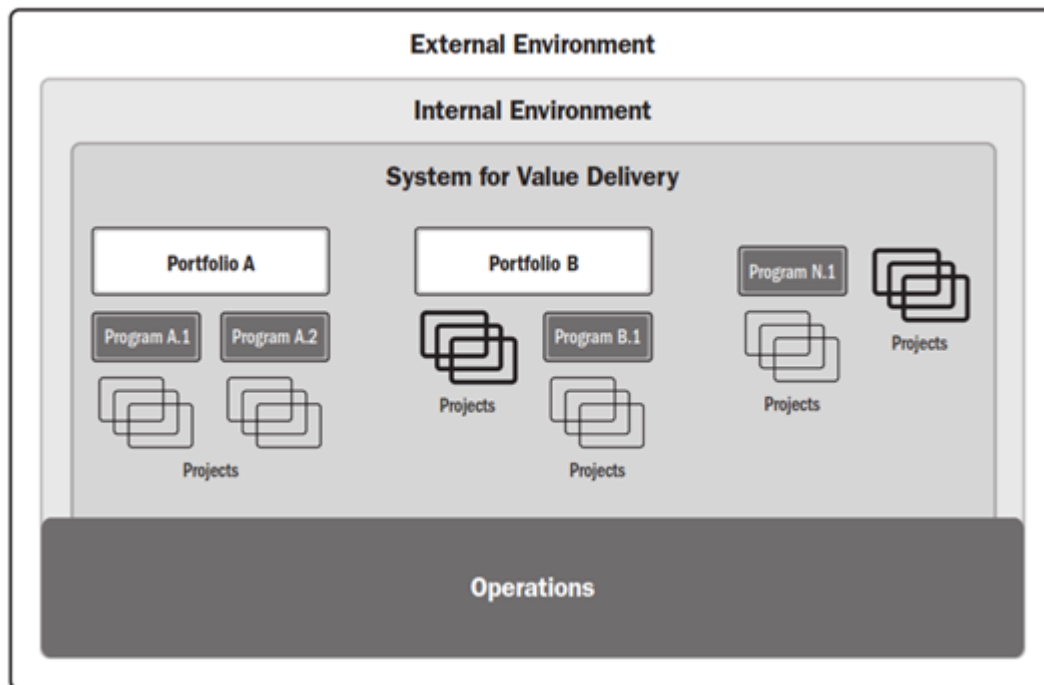 External Environment
Internal Environment
System for Value Delivery
Portfolio A
Portfolio B
Program N.1
Program A.1
Program A.2
Program B.1
Projects
Projects
Projects
Projects
Projects
Operations